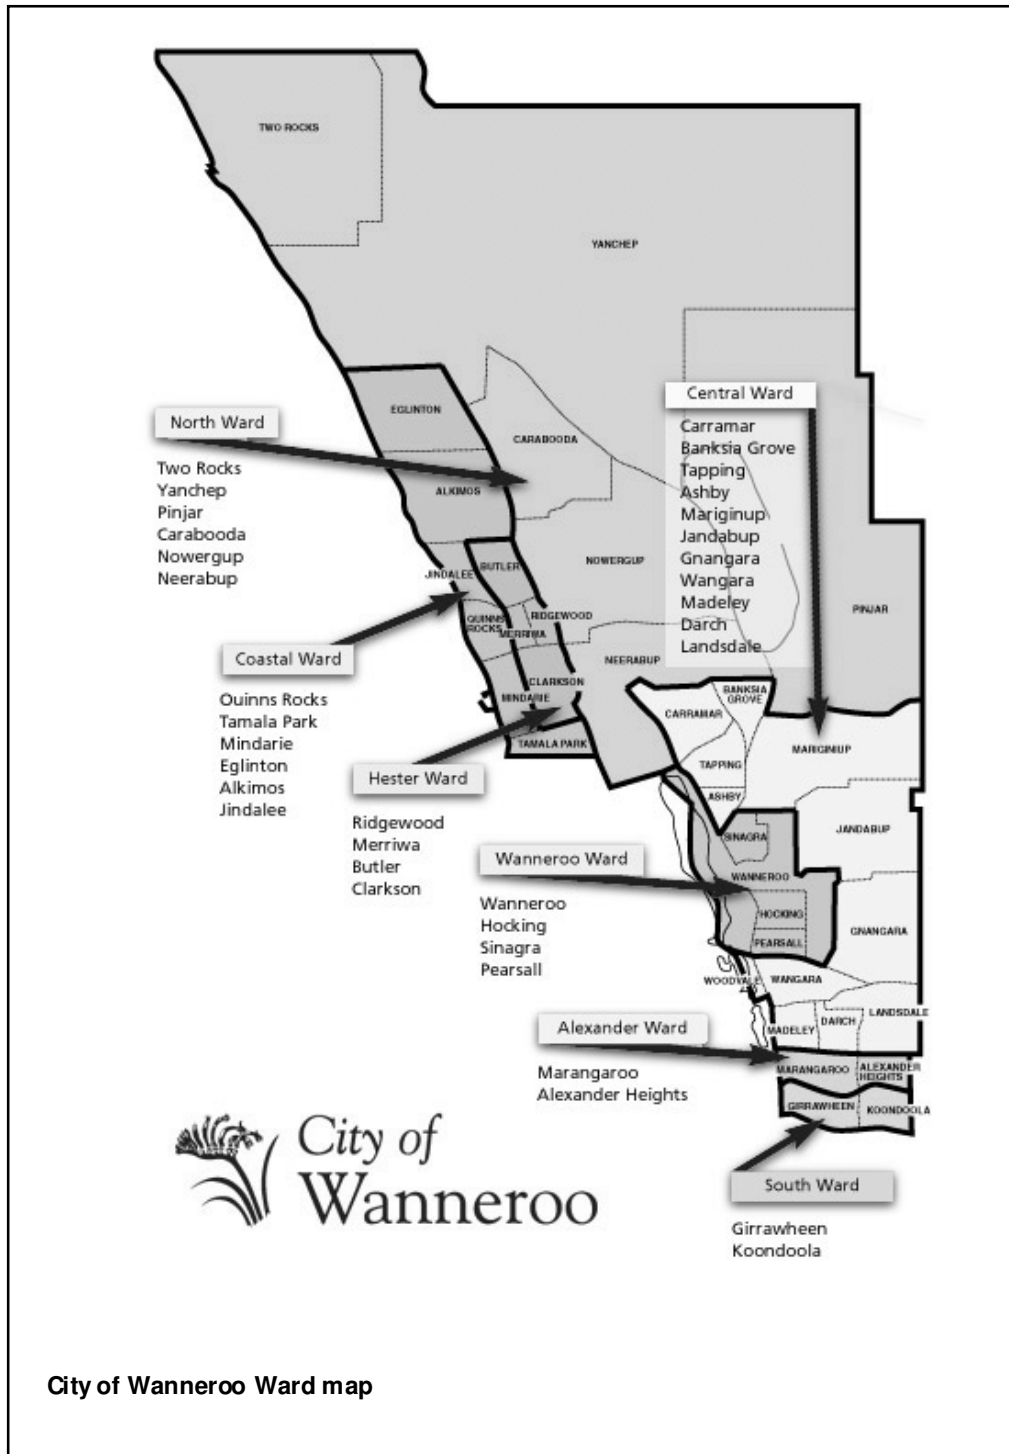 TWO ROCKS
YANCHEP
EGLINTON
CARABOODA
ALKIMOS
JINDALEE
BUTLER
NOWERGUP
PINJAR
QUINNS
ROCKS
MERRIWA
RIDGEWOOD
NEERABUP
CLARKSON
MINDARIE
TAMALA PARK
BANKSIA
GROVE
CARRAMAR
MARIGINIUP
TAPPING
ASHBY
SINAGRA
JANDABUP
WANNEROO
HOCKING
PEARSALL
GNANGARA
WOODVALE
WANGARA
LANDSDALE
MADELEY
DARCH
MARANGAROO
ALEXANDER
HEIGHTS
GIRRAWHEEN
KOONDOOLA
Central Ward
Carramar
Banksia Grove
Tapping
Ashby
Mariginup
Jandabup
Gnangara
Wangara
Madeley
Darch
Landsdale
North Ward
Two Rocks
Yanchep
Pinjar
Carabooda
Nowergup
Neerabup
Coastal Ward
Quinns Rocks
Tamala Park
Mindarie
Eglinton
Alkimos
Jindalee
Hester Ward
Ridgewood
Merriwa
Butler
Clarkson
Wanneroo Ward
Wanneroo
Hocking
Sinagra
Pearsall
Alexander Ward
Marangaroo
Alexander Heights
South Ward
Girrawheen
Koondoola
City of
Wanneroo
City of Wanneroo Ward map